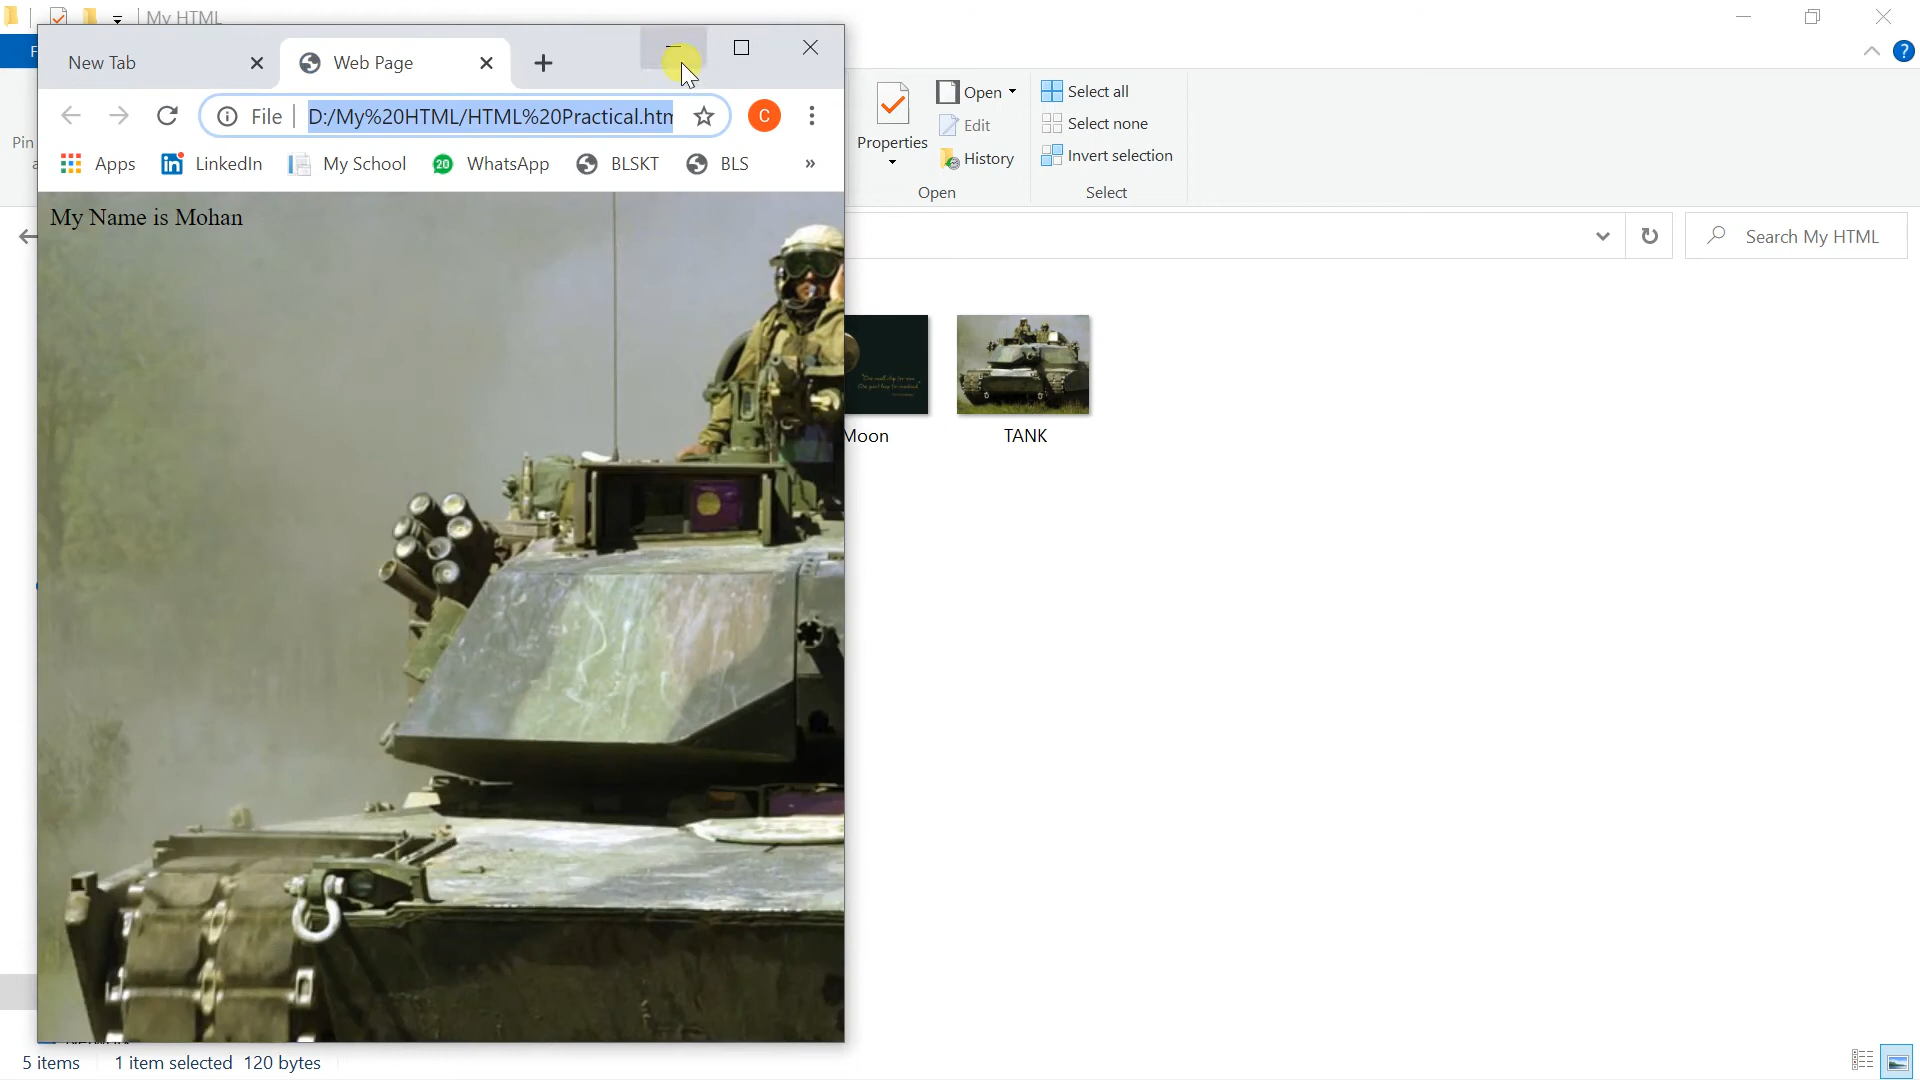 My HTML
F
New Tab
Web Page
File
D:/My%20HTML/HTML%20Practical.htm
C
Apps
LinkedIn
My School
20
WhatsApp
BLSKT
BLS
»
My Name is Mohan
Pin
Properties
Open
Edit
History
Open
Select all
Select none
Invert selection
Select
?
Search My HTML
Moon
TANK
5 items
1 item selected 120 bytes